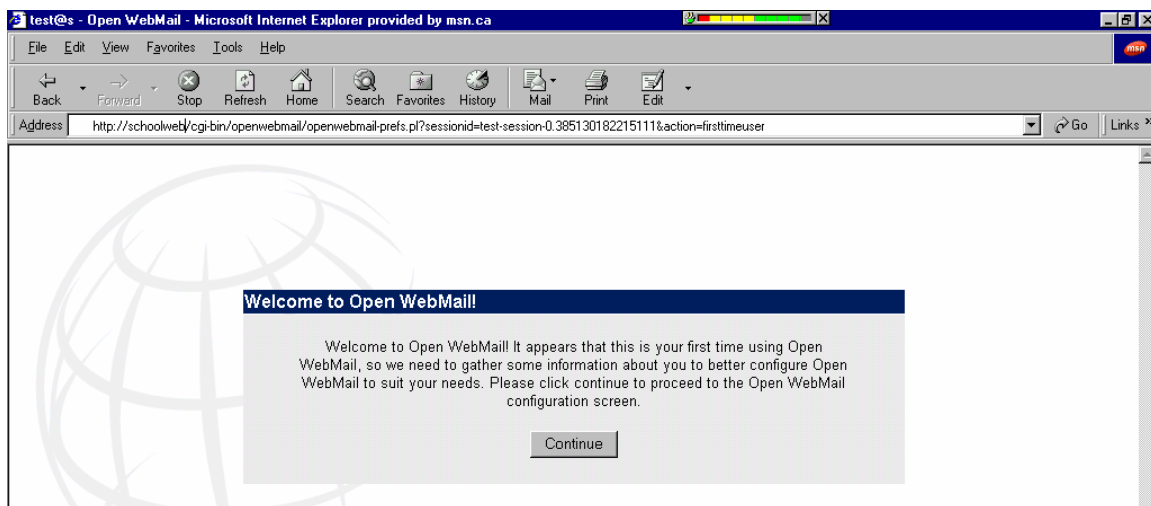 test@s - Open WebMail - Microsoft Internet Explorer provided by msn.ca
File Edit View Favorites Tools Help
msn
Back Forward Stop Refresh Home Search Favorites History Mail Print Edit
Address http://schoolweb/cgi-bin/openwebmail/openwebmail-prefs.pl?sessionid=test-session-0.385130182215111&action=firsttimeuser Go Links »
Welcome to Open WebMail!
Welcome to Open WebMail! It appears that this is your first time using Open
WebMail, so we need to gather some information about you to better configure Open
WebMail to suit your needs. Please click continue to proceed to the Open WebMail
configuration screen.
Continue